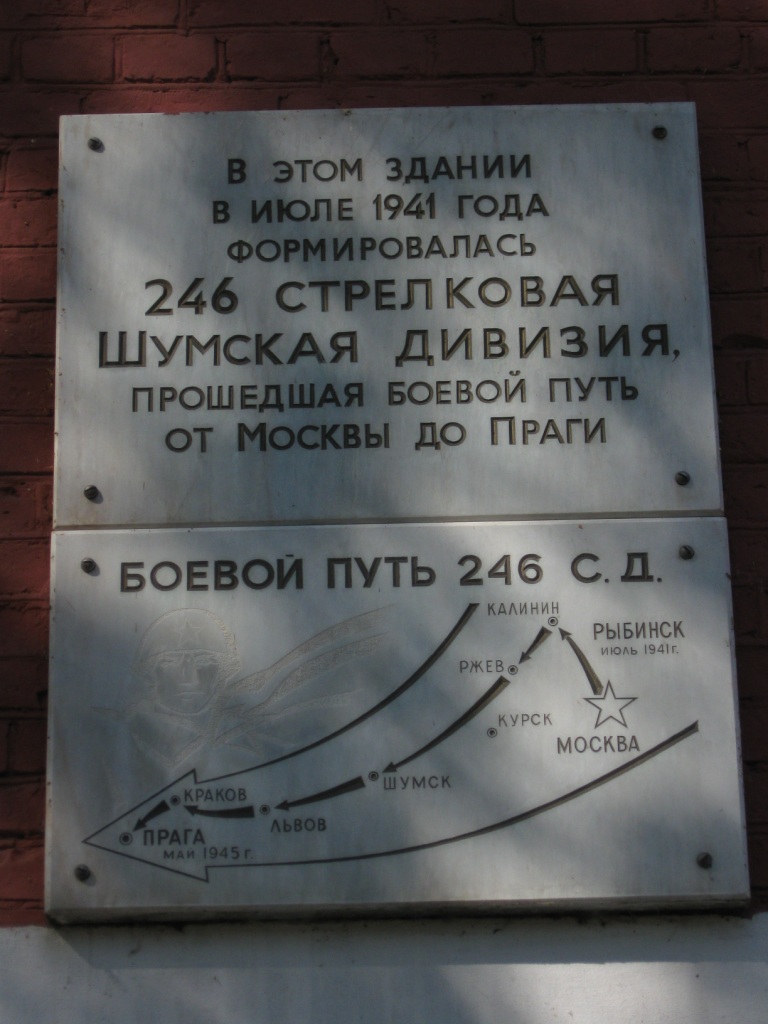 В ЭТОМ ЗДАНИИ
В ИЮЛЕ 1941 ГОДА
ФОРМИРОВАЛАСЬ
246 СТРЕЛКОВАЯ
ШУМСКАЯ ДИВИЗИЯ,
ПРОШЕДШАЯ БОЕВОЙ ПУТЬ
ОТ МОСКВЫ ДО ПРАГИ
БОЕВОЙ ПУТЬ 246 С.Д.
КАЛИНИН
РЫБИНСК
ИЮЛЬ 1941 г.
РЖЕВ
КУРСК
МОСКВА
ШУМСК
КРАКОВ
ЛЬВОВ
ПРАГА
МАЙ 1945 г.